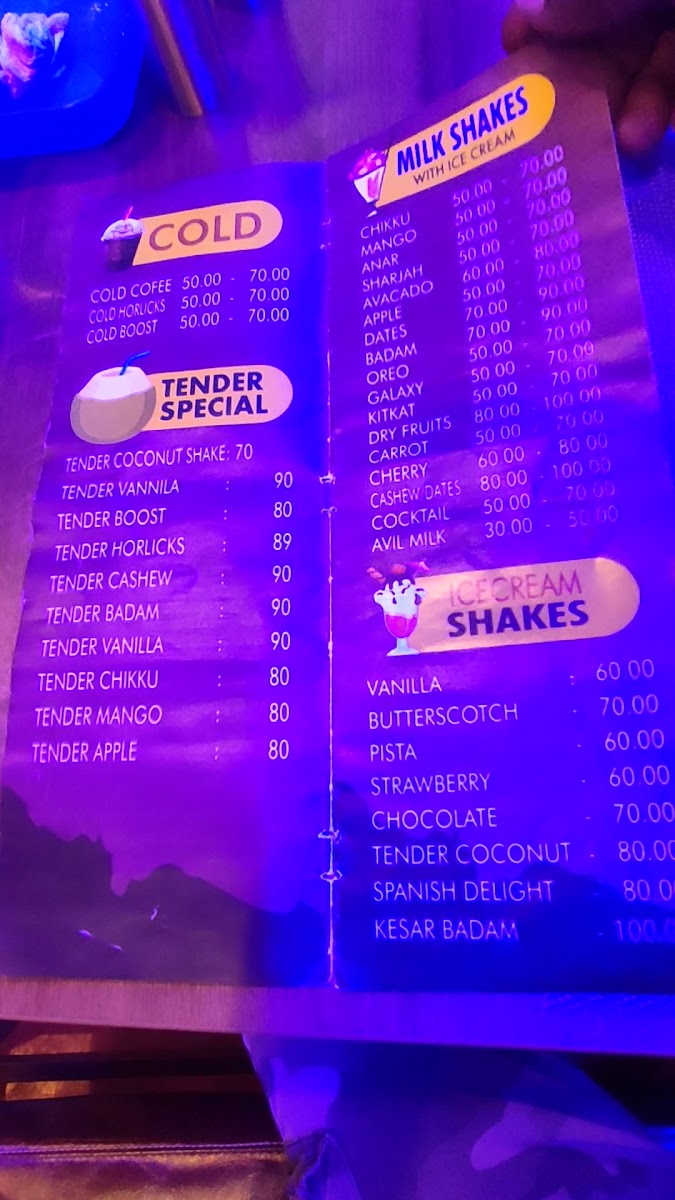 COLD
COLD COFEE 50.00 - 70.00
COLD HORLICKS 50.00 - 70.00
COLD BOOST 50.00 - 70.00
TENDER
SPECIAL
TENDER COCONUT SHAKE: 70
TENDER VANNILA : 90
TENDER BOOST : 80
TENDER HORLICKS : 89
TENDER CASHEW : 90
TENDER BADAM : 90
TENDER VANILLA : 90
TENDER CHIKKU : 80
TENDER MANGO : 80
TENDER APPLE : 80
MILK SHAKES
WITH ICE CREAM
CHIKKU 50.00 - 70.00
MANGO 50.00 - 70.00
ANAR 50.00 - 70.00
SHARJAH 50.00 - 70.00
AVACADO 60.00 - 80.00
APPLE 50.00 - 70.00
DATES 70.00 - 90.00
BADAM 70.00 - 90.00
OREO 50.00 - 70.00
GALAXY 50.00 - 70.00
KITKAT 50.00 - 70.00
DRY FRUITS 80.00 - 100.00
CARROT 50.00 - 70.00
CHERRY 60.00 - 80.00
CASHEW DATES 80.00 - 100.00
COCKTAIL 50.00 - 70.00
AVIL MILK 30.00 - 50.00
ICECREAM
SHAKES
VANILLA : 60.00
BUTTERSCOTCH - 70.00
PISTA - 60.00
STRAWBERRY - 60.00
CHOCOLATE - 70.00
TENDER COCONUT - 80.00
SPANISH DELIGHT - 80.0
KESAR BADAM - 100.0